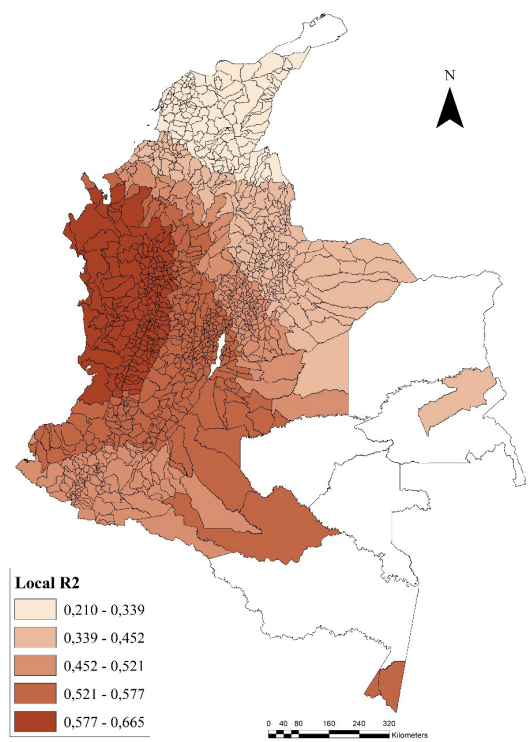 N
Local R2
0,210 - 0,339
0,339 - 0,452
0,452 - 0,521
0,521 - 0,577
0,577 - 0,665
0 40 80 160 240 320
Kilometers